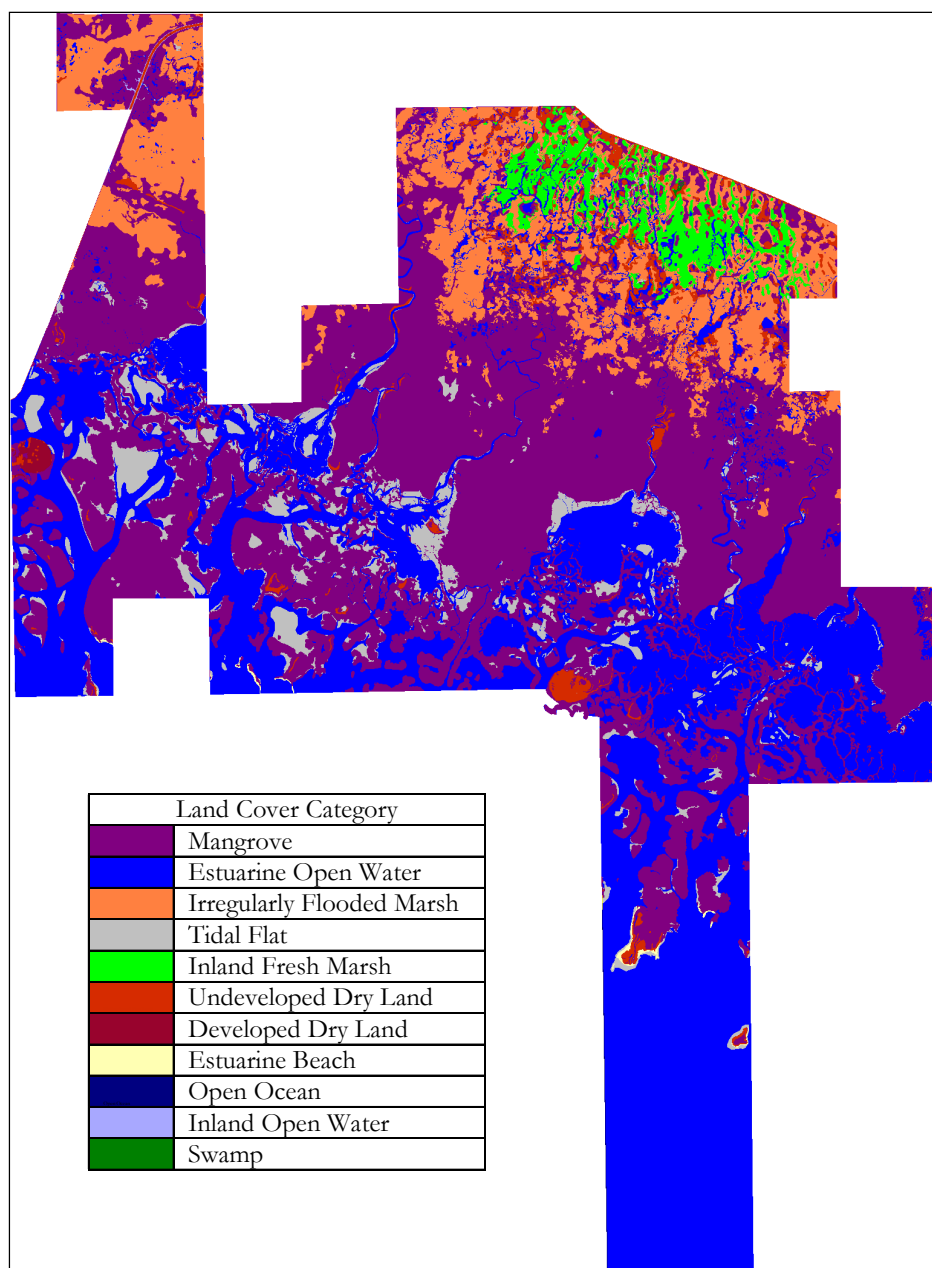 Land Cover Category
Mangrove
Estuarine Open Water
Irregularly Flooded Marsh
Tidal Flat
Inland Fresh Marsh
Undeveloped Dry Land
Developed Dry Land
Estuarine Beach
Open Ocean
Inland Open Water
Swamp